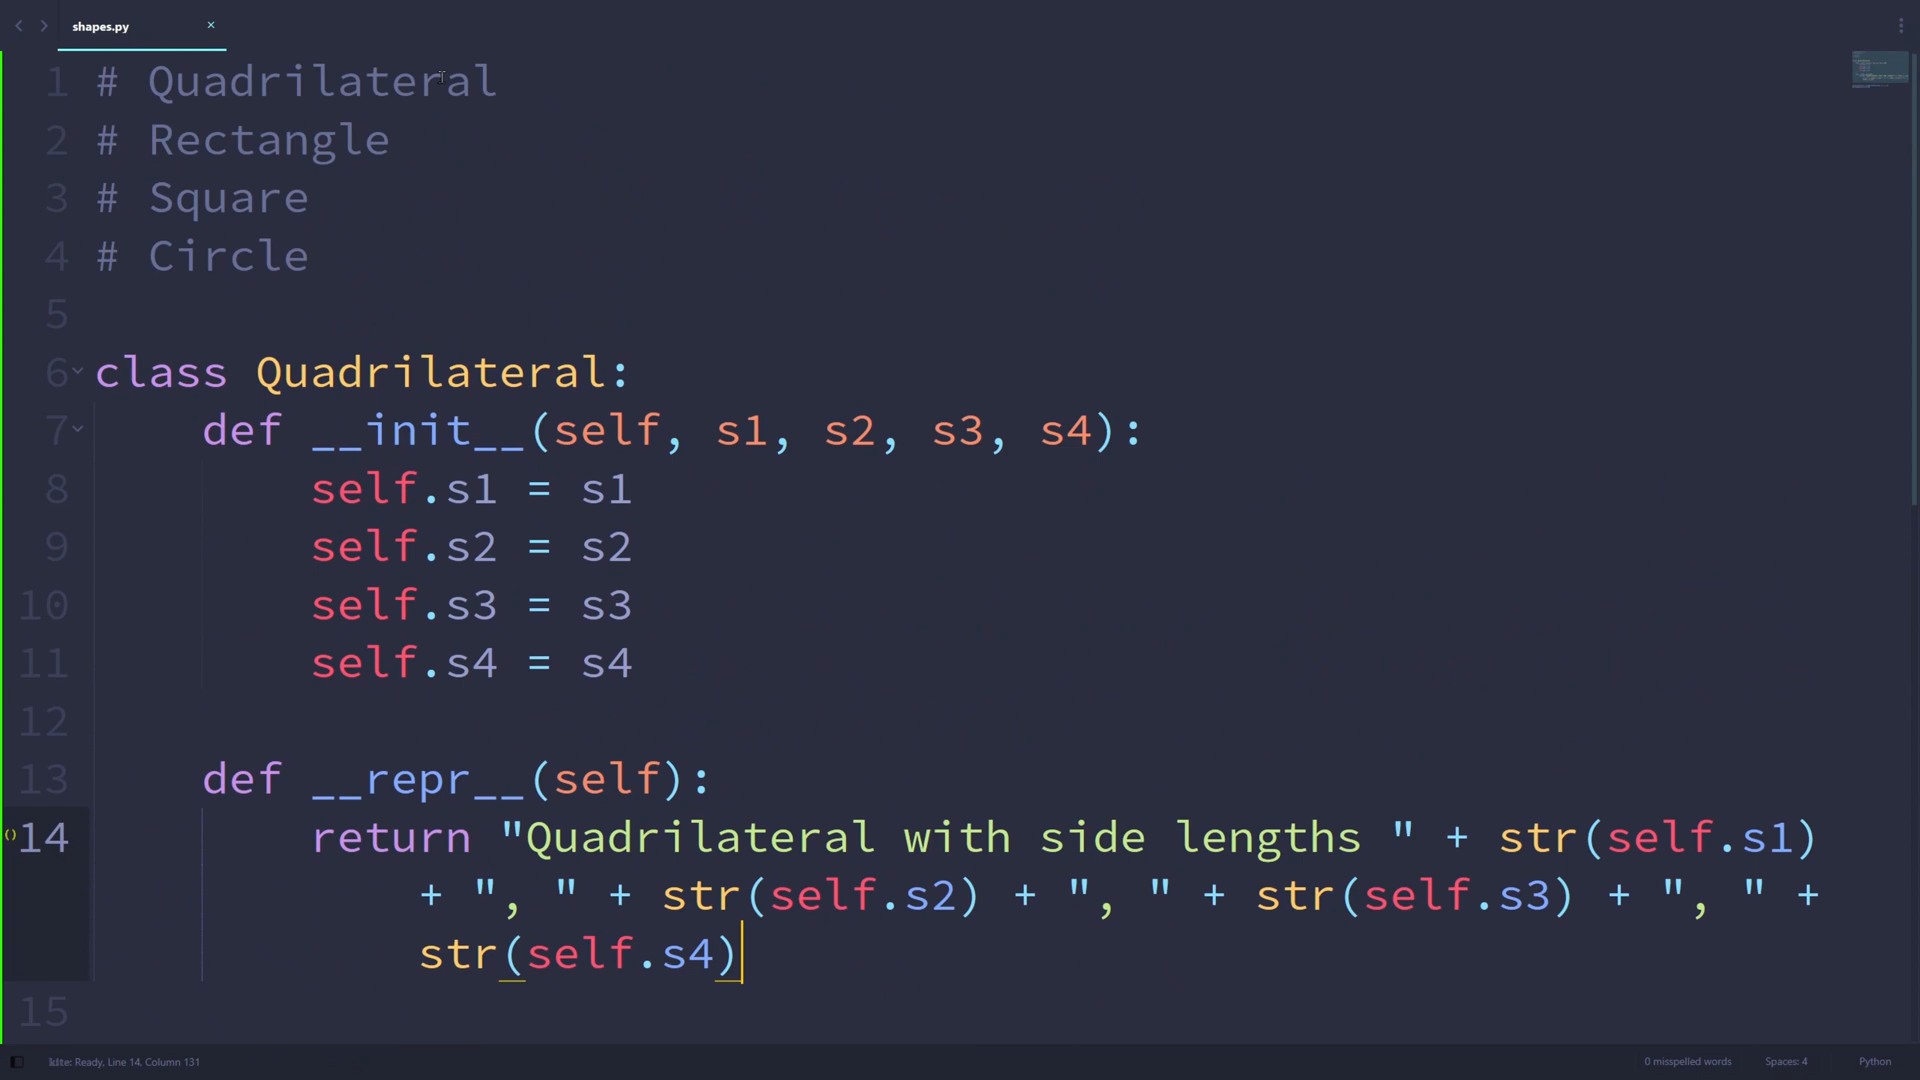 shapes.py ×
1 # Quadrilateral
2 # Rectangle
3 # Square
4 # Circle
5
6 class Quadrilateral:
7 def __init__(self, s1, s2, s3, s4):
8 self.s1 = s1
9 self.s2 = s2
10 self.s3 = s3
11 self.s4 = s4
12
13 def __repr__(self):
14 return "Quadrilateral with side lengths " + str(self.s1)
+ ", " + str(self.s2) + ", " + str(self.s3) + ", " +
str(self.s4)
15
Ready, Line 14, Column 131
0 misspelled words
Spaces: 4
Python